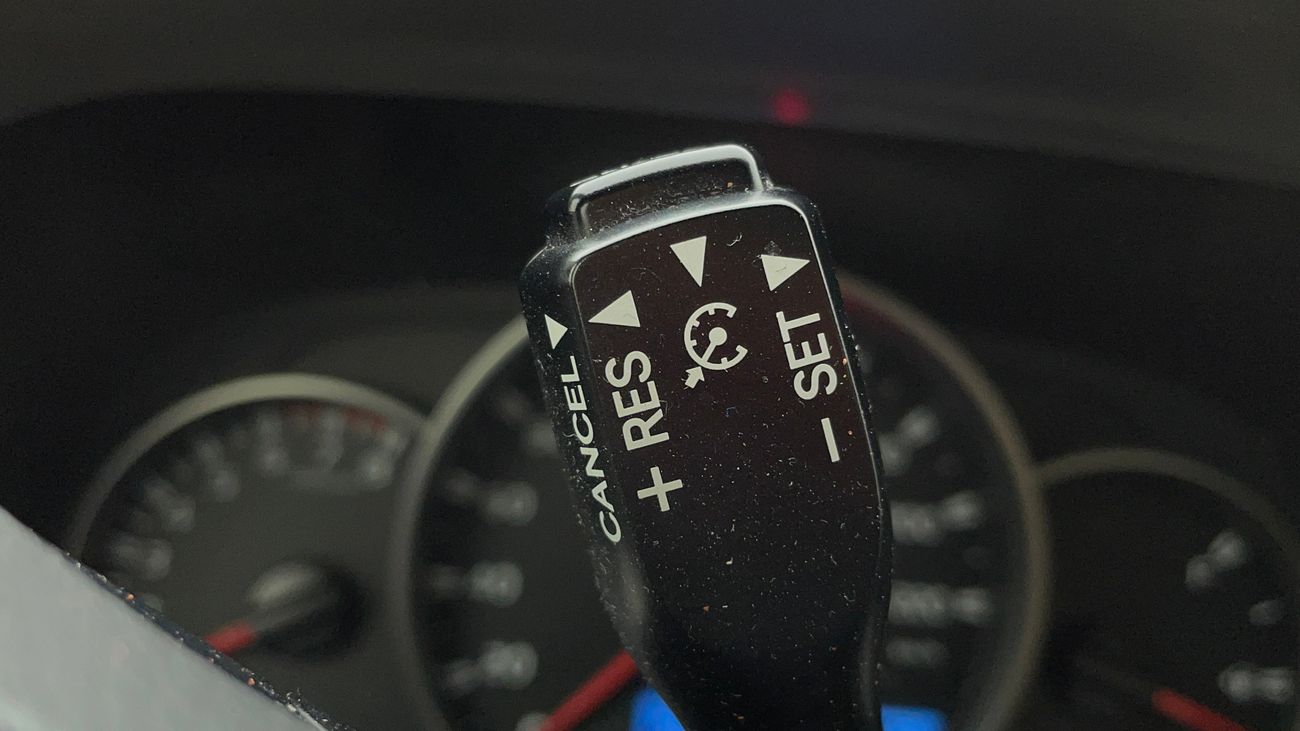 CANCEL
+ RES
— SET